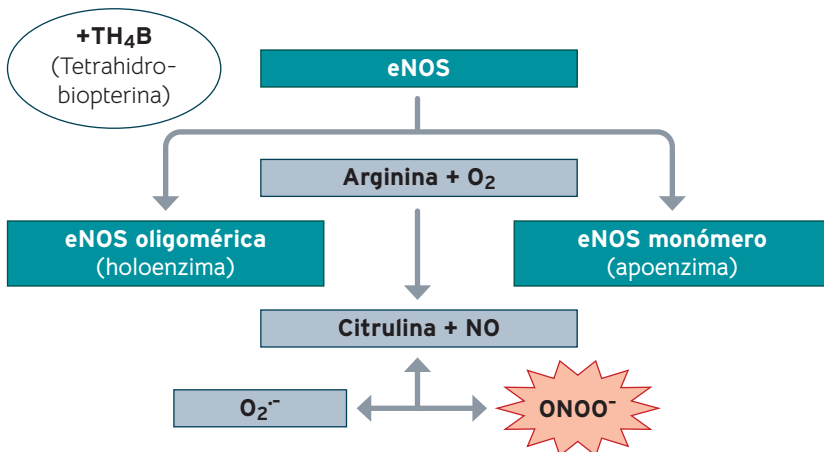 +TH₄B
(Tetrahidro-
biopterina)
eNOS
Arginina + O₂
eNOS oligomérica
(holoenzima)
eNOS monómero
(apoenzima)
Citrulina + NO
O₂·⁻
ONOO⁻